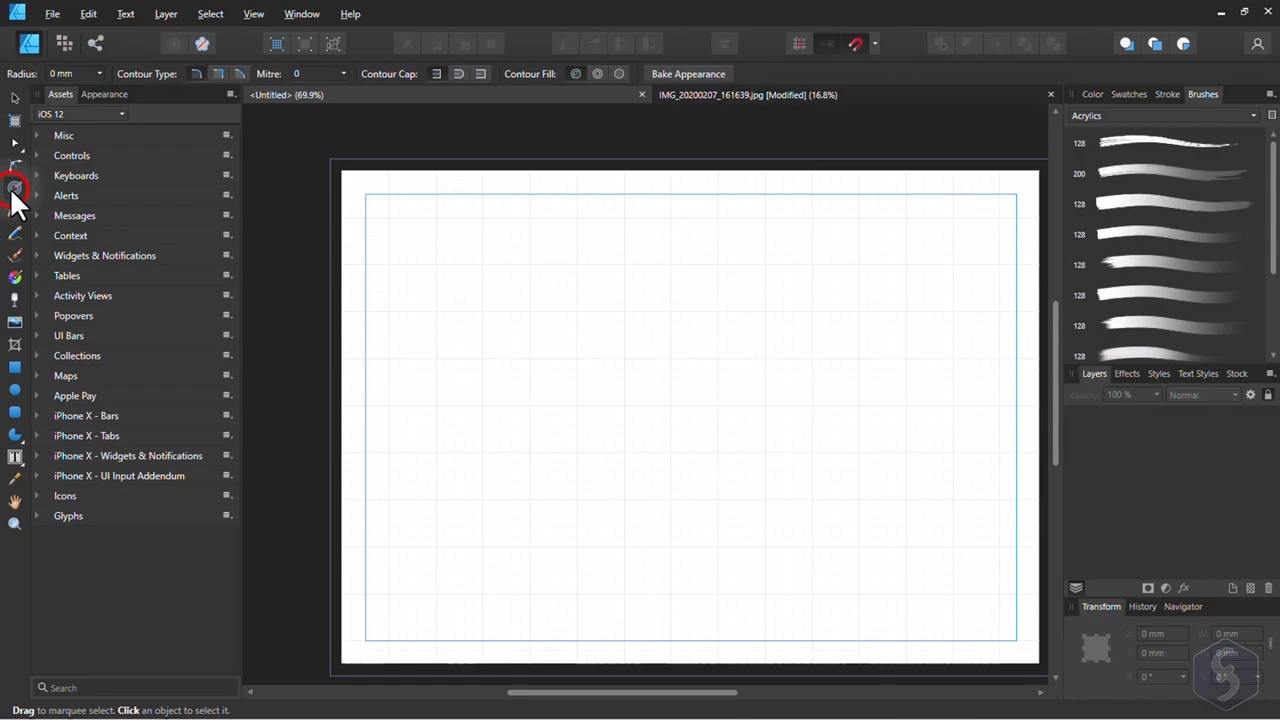 File Edit Text Layer Select View Window Help
Radius: 0 mm Contour Type: Mitre: 0 Contour Cap: Contour Fill: Bake Appearance
Assets Appearance
<Untitled> (69.9%)
IMG_20200207_161639.jpg [Modified] (16.8%)
iOS 12
Misc
Controls
Keyboards
Alerts
Messages
Context
Widgets & Notifications
Tables
Activity Views
Popovers
UI Bars
Collections
Maps
Apple Pay
iPhone X - Bars
iPhone X - Tabs
iPhone X - Widgets & Notifications
iPhone X - UI Input Addendum
Icons
Glyphs
Search
Color Swatches Stroke Brushes
Acrylics
128
200
128
128
128
128
128
128
Layers Effects Styles Text Styles Stock
Opacity: 100 % Normal
Transform History Navigator
X: 0 mm W: 0 mm
Y: 0 mm H: 0 mm
R: 0 ° S: 0 °
Drag to marquee select. Click an object to select it.